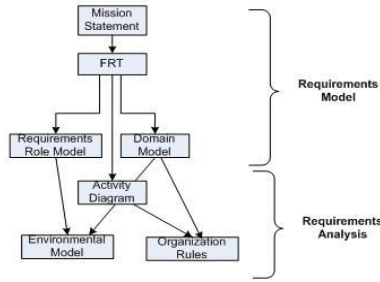 Mission
Statement
FRT
Requirements
Model
Requirements
Role Model
Domain
Model
Activity
Diagram
Requirements
Analysis
Environmental
Model
Organization
Rules